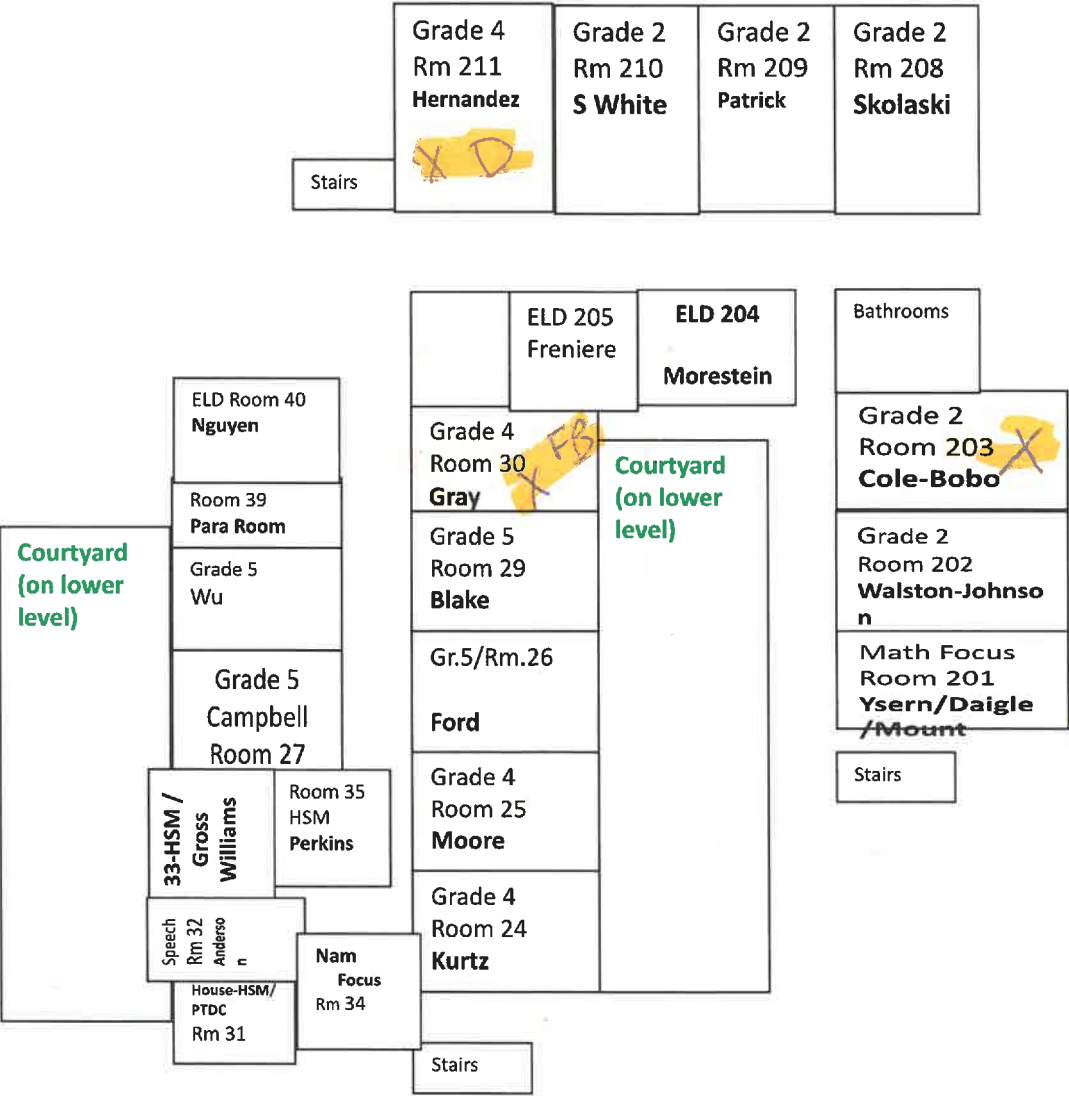 Grade 4
Rm 211
Hernandez
X D
Grade 2
Rm 210
S White
Grade 2
Rm 209
Patrick
Grade 2
Rm 208
Skolaski
Stairs
ELD 205
Freniere
ELD 204
Morestein
Bathrooms
ELD Room 40
Nguyen
Room 39
Para Room
Grade 5
Wu
Grade 5
Campbell
Room 27
Courtyard
(on lower
level)
33-HSM /
Gross
Williams
Room 35
HSM
Perkins
Speech
Rm 32
Anderso
n
House-HSM/
PTDC
Rm 31
Nam
Focus
Rm 34
Grade 4
Room 30
Gray
X FB
Grade 5
Room 29
Blake
Gr.5/Rm.26
Ford
Grade 4
Room 25
Moore
Grade 4
Room 24
Kurtz
Stairs
Courtyard
(on lower
level)
Grade 2
Room 203
Cole-Bobo
X
Grade 2
Room 202
Walston-Johnso
n
Math Focus
Room 201
Ysern/Daigle
/Mount
Stairs